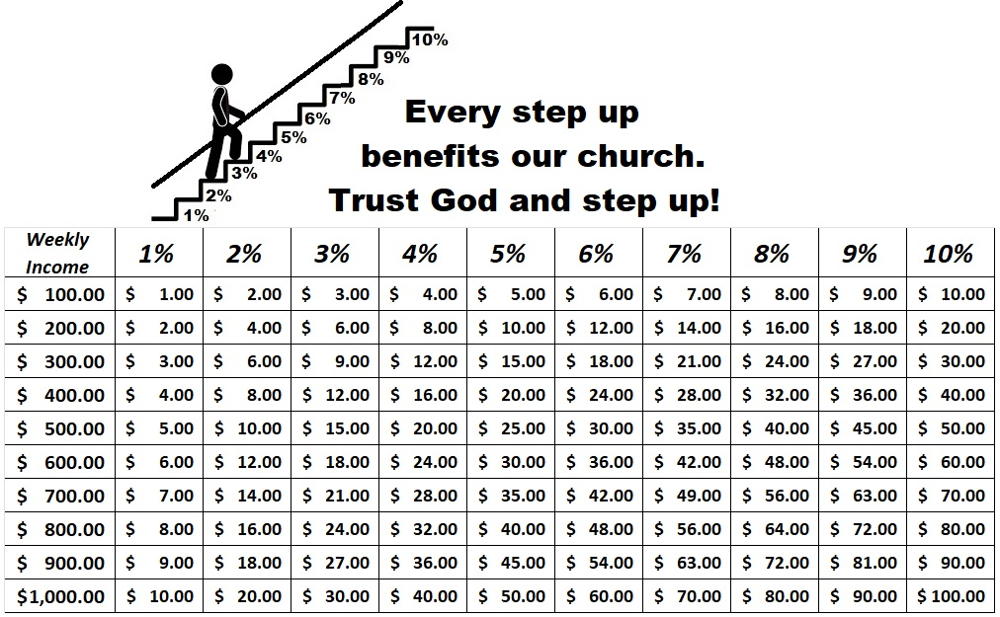 10%
9%
8%
7%
6%
5%
4%
3%
2%
1%
Every step up
benefits our church.
Trust God and step up!
Weekly
Income 1% 2% 3% 4% 5% 6% 7% 8% 9% 10%
$ 100.00 $ 1.00 $ 2.00 $ 3.00 $ 4.00 $ 5.00 $ 6.00 $ 7.00 $ 8.00 $ 9.00 $ 10.00
$ 200.00 $ 2.00 $ 4.00 $ 6.00 $ 8.00 $ 10.00 $ 12.00 $ 14.00 $ 16.00 $ 18.00 $ 20.00
$ 300.00 $ 3.00 $ 6.00 $ 9.00 $ 12.00 $ 15.00 $ 18.00 $ 21.00 $ 24.00 $ 27.00 $ 30.00
$ 400.00 $ 4.00 $ 8.00 $ 12.00 $ 16.00 $ 20.00 $ 24.00 $ 28.00 $ 32.00 $ 36.00 $ 40.00
$ 500.00 $ 5.00 $ 10.00 $ 15.00 $ 20.00 $ 25.00 $ 30.00 $ 35.00 $ 40.00 $ 45.00 $ 50.00
$ 600.00 $ 6.00 $ 12.00 $ 18.00 $ 24.00 $ 30.00 $ 36.00 $ 42.00 $ 48.00 $ 54.00 $ 60.00
$ 700.00 $ 7.00 $ 14.00 $ 21.00 $ 28.00 $ 35.00 $ 42.00 $ 49.00 $ 56.00 $ 63.00 $ 70.00
$ 800.00 $ 8.00 $ 16.00 $ 24.00 $ 32.00 $ 40.00 $ 48.00 $ 56.00 $ 64.00 $ 72.00 $ 80.00
$ 900.00 $ 9.00 $ 18.00 $ 27.00 $ 36.00 $ 45.00 $ 54.00 $ 63.00 $ 72.00 $ 81.00 $ 90.00
$1,000.00 $ 10.00 $ 20.00 $ 30.00 $ 40.00 $ 50.00 $ 60.00 $ 70.00 $ 80.00 $ 90.00 $ 100.00